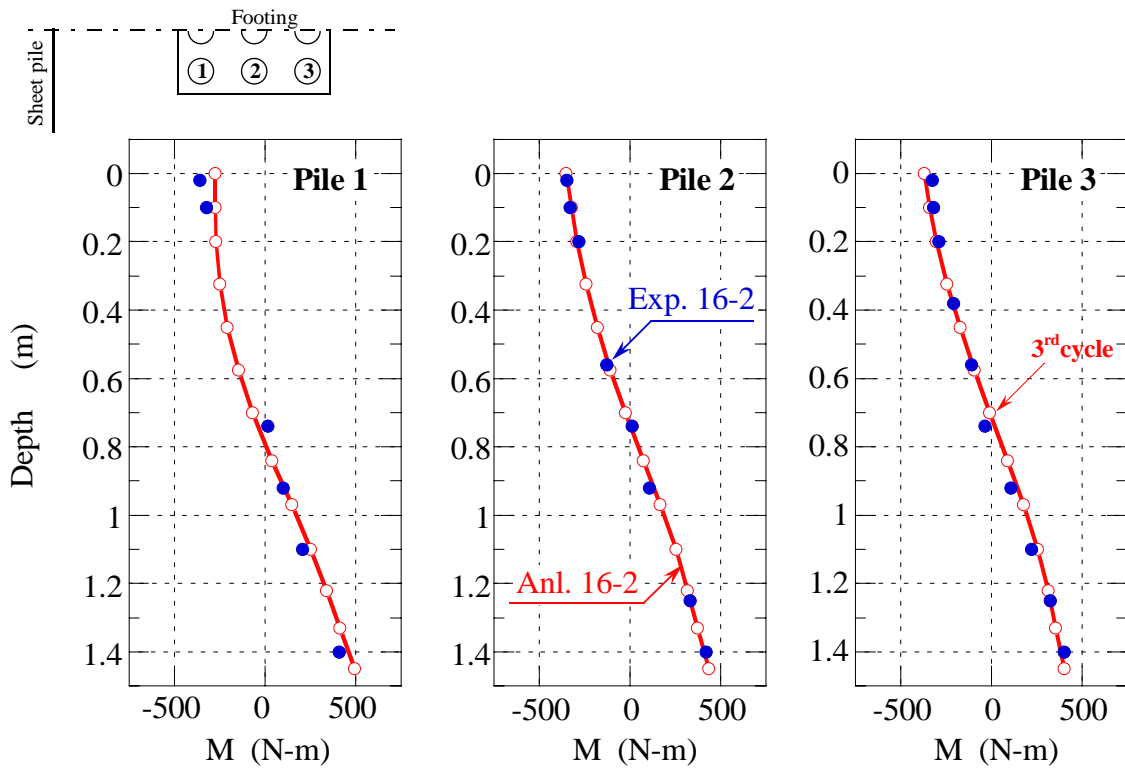 Footing
Sheet pile
1 2 3
Pile 1
Pile 2
Pile 3
0
0.2
0.4
0.6
0.8
1
1.2
1.4
Depth (m)
-500 0 500
M (N-m)
0
0.2
0.4
0.6
0.8
1
1.2
1.4
Exp. 16-2
Anl. 16-2
-500 0 500
M (N-m)
0
0.2
0.4
0.6
0.8
1
1.2
1.4
3rd cycle
-500 0 500
M (N-m)